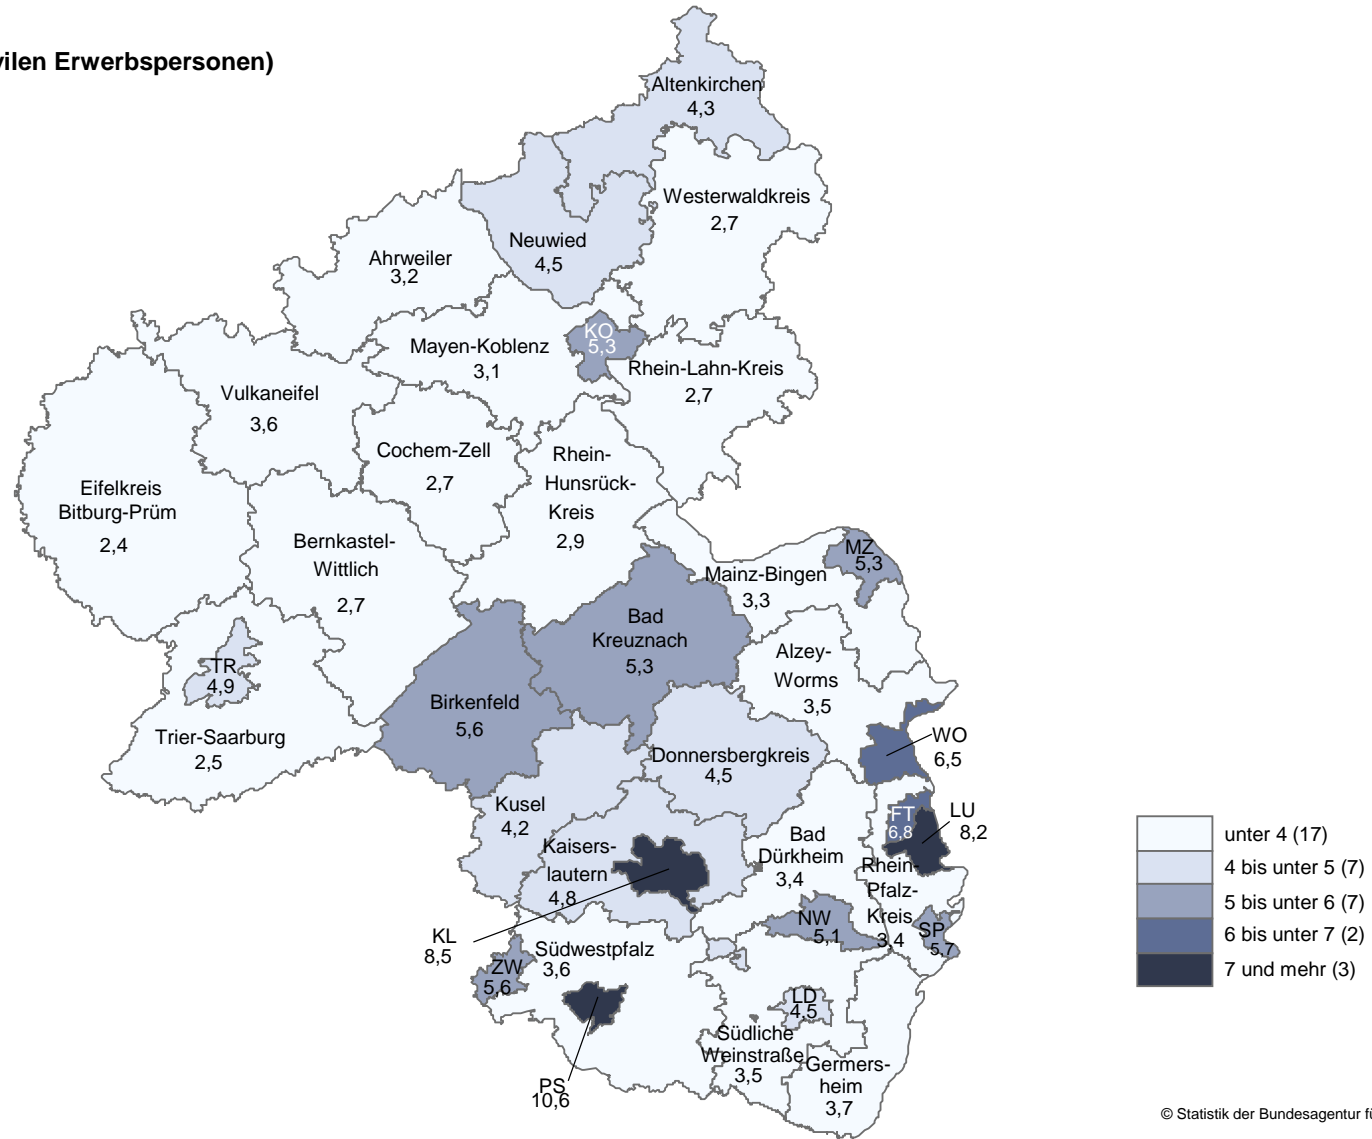 vilen Erwerbspersonen)
Altenkirchen
4,3
Westerwaldkreis
2,7
Neuwied
4,5
Ahrweiler
3,2
KO
5,3
Mayen-Koblenz
3,1
Rhein-Lahn-Kreis
2,7
Vulkaneifel
3,6
Cochem-Zell
2,7
Rhein-
Hunsrück-
Kreis
2,9
Eifelkreis
Bitburg-Prüm
2,4
Bernkastel-
Wittlich
2,7
MZ
5,3
Mainz-Bingen
3,3
Bad
Kreuznach
5,3
Alzey-
Worms
3,5
TR
4,9
Trier-Saarburg
2,5
Birkenfeld
5,6
WO
6,5
Donnersbergkreis
4,5
Kusel
4,2
FT
6,8
LU
8,2
Kaisers-
lautern
4,8
Bad
Dürkheim
3,4
Rhein-
Pfalz-
Kreis
3,4
KL
8,5
NW
5,1
SP
5,7
Südwestpfalz
3,6
ZW
5,6
LD
4,5
Südliche
Weinstraße
3,5
Germers-
heim
3,7
PS
10,6
unter 4 (17)
4 bis unter 5 (7)
5 bis unter 6 (7)
6 bis unter 7 (2)
7 und mehr (3)
© Statistik der Bundesagentur fü